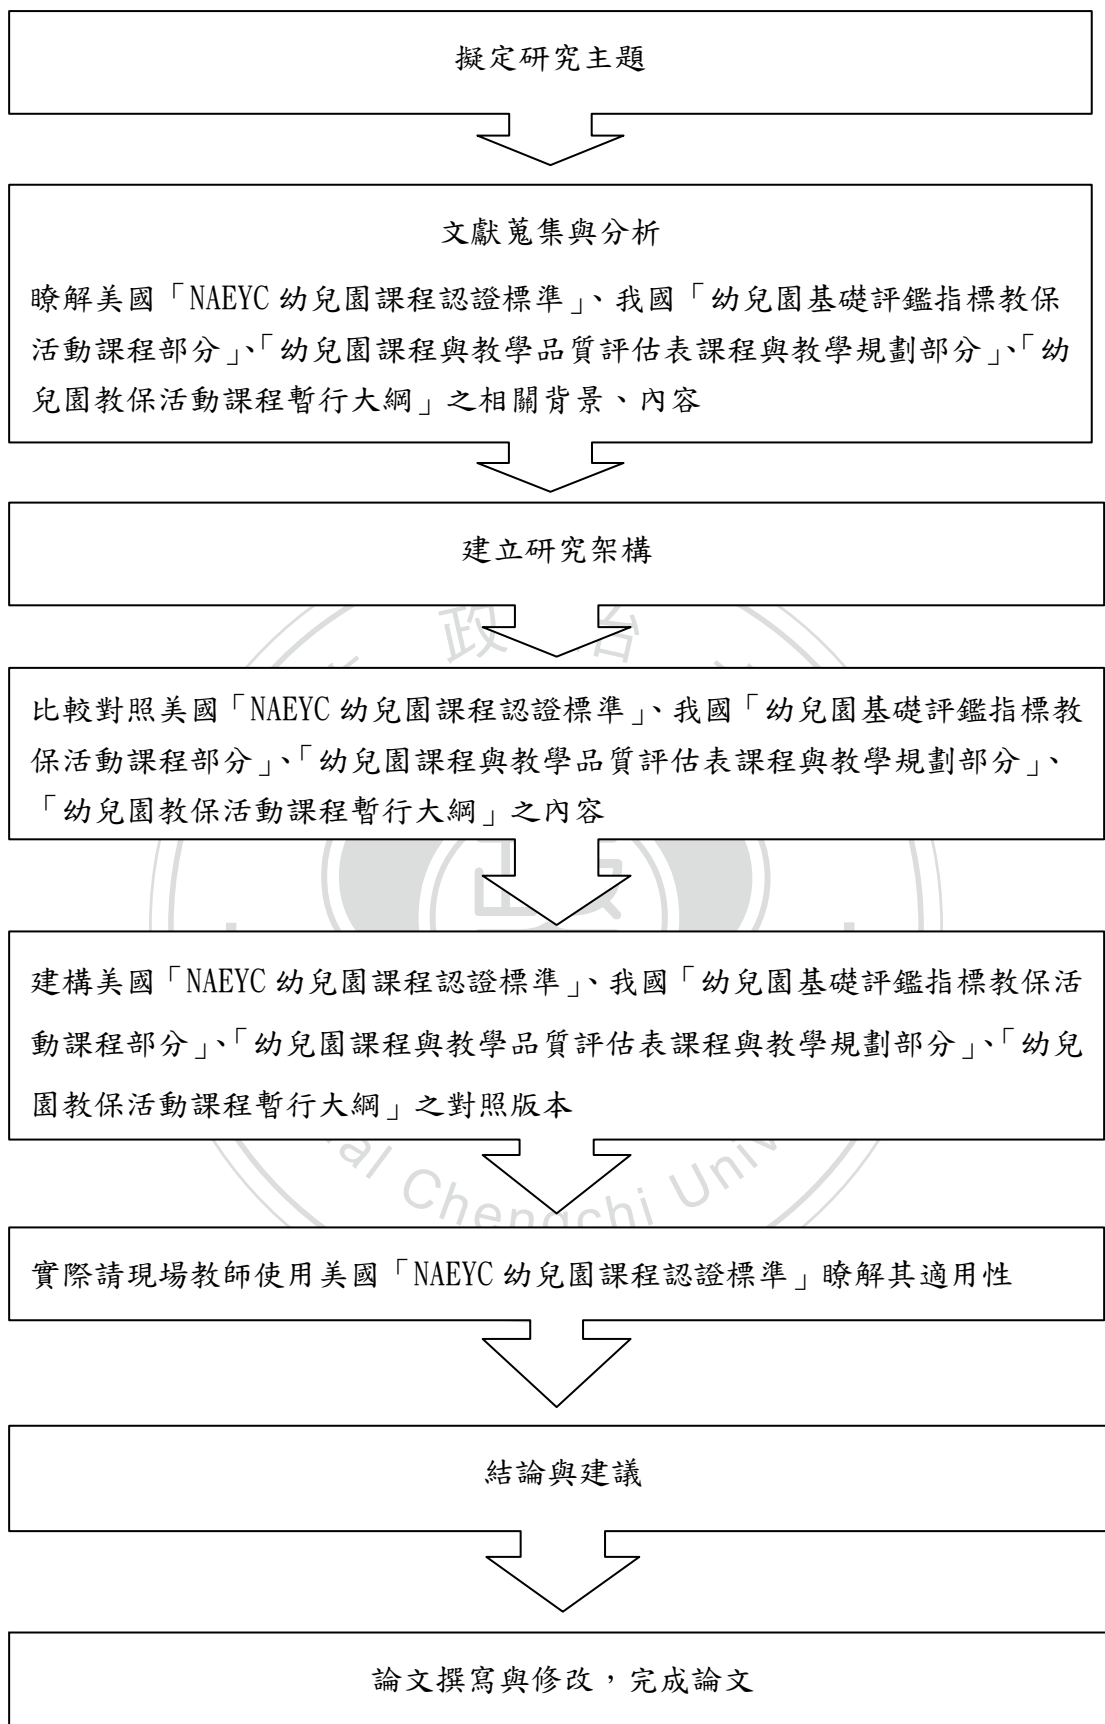 擬定研究主題
文獻蒐集與分析
瞭解美國「NAEYC 幼兒園課程認證標準」、我國「幼兒園基礎評鑑指標教保
活動課程部分」、「幼兒園課程與教學品質評估表課程與教學規劃部分」、「幼
兒園教保活動課程暫行大綱」之相關背景、內容
建立研究架構
政 治
比較對照美國「NAEYC 幼兒園課程認證標準」、我國「幼兒園基礎評鑑指標教
保活動課程部分」、「幼兒園課程與教學品質評估表課程與教學規劃部分」、
「幼兒園教保活動課程暫行大綱」之內容
建構美國「NAEYC 幼兒園課程認證標準」、我國「幼兒園基礎評鑑指標教保活
動課程部分」、「幼兒園課程與教學品質評估表課程與教學規劃部分」、「幼兒
園教保活動課程暫行大綱」之對照版本
Chengchi
實際請現場教師使用美國「NAEYC 幼兒園課程認證標準」瞭解其適用性
結論與建議
論文撰寫與修改，完成論文